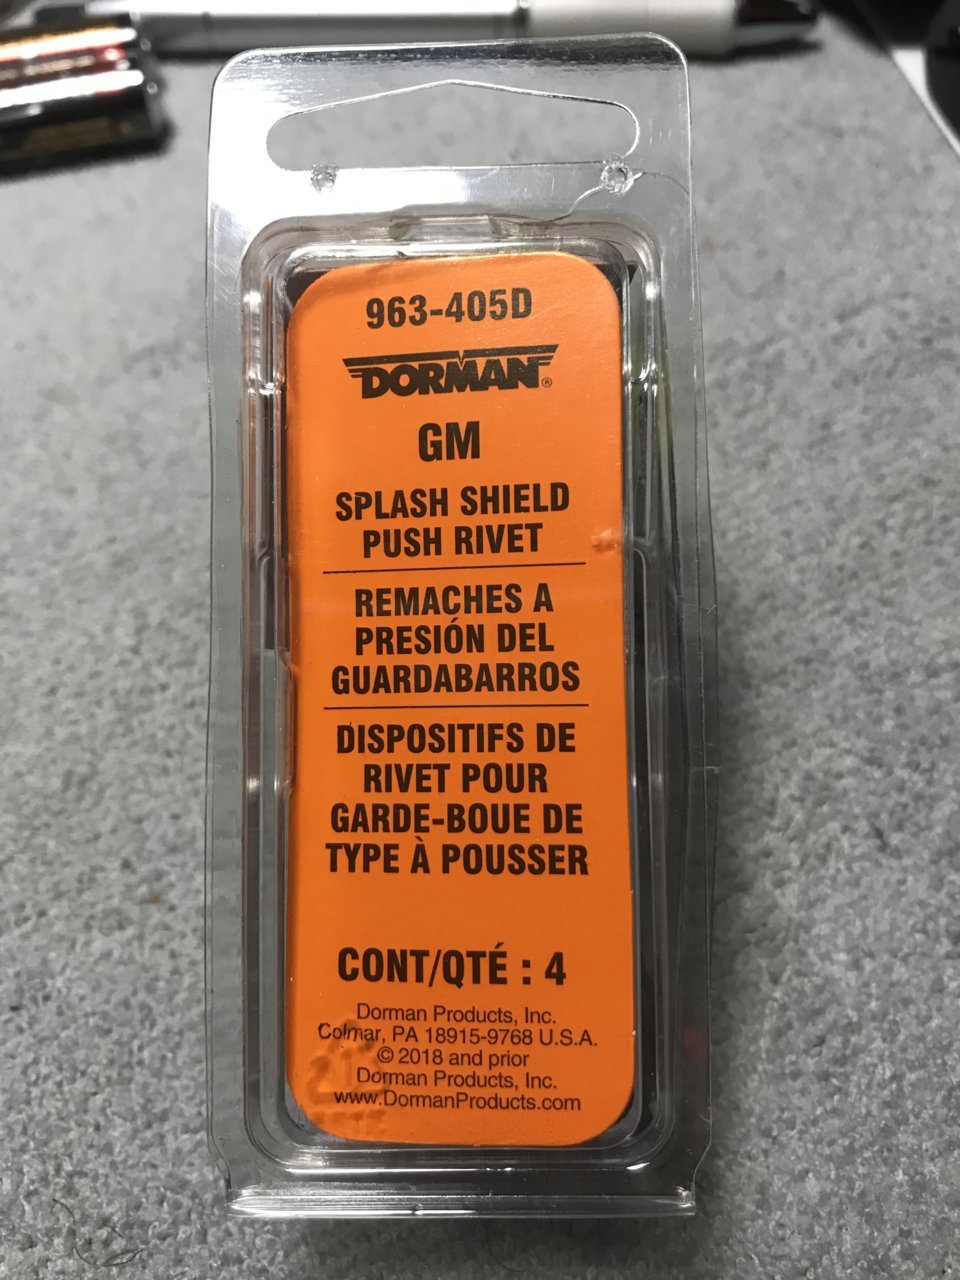 963-405D
DORMAN®
GM
SPLASH SHIELD
PUSH RIVET
REMACHES A
PRESIÓN DEL
GUARDABARROS
DISPOSITIFS DE
RIVET POUR
GARDE-BOUE DE
TYPE À POUSSER
CONT/QTÉ : 4
Dorman Products, Inc.
Colmar, PA 18915-9768 U.S.A.
© 2018 and prior
Dorman Products, Inc.
www.DormanProducts.com